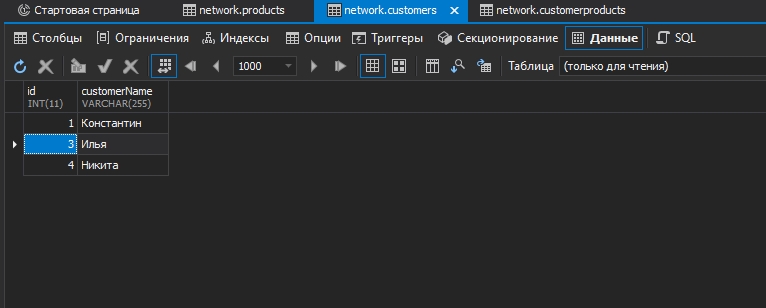 Стартовая страница network.products network.customers network.customerproducts
Столбцы Ограничения Индексы Опции Триггеры Секционирование Данные SQL
1000 Таблица (только для чтения)
id customerName
INT(11) VARCHAR(255)
1 Константин
3 Илья
4 Никита